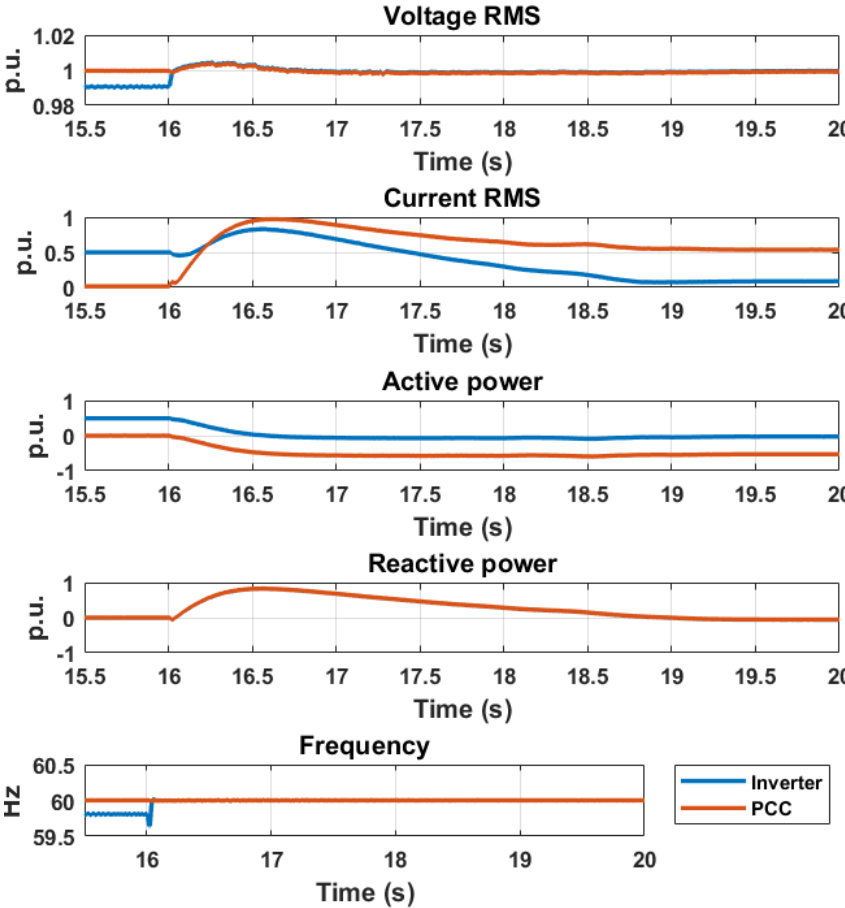 Voltage RMS
p.u.
1.02
1
0.98
15.5 16 16.5 17 17.5 18 18.5 19 19.5 20
Time (s)
Current RMS
p.u.
1
0.5
0
15.5 16 16.5 17 17.5 18 18.5 19 19.5 20
Time (s)
Active power
p.u.
1
0
-1
15.5 16 16.5 17 17.5 18 18.5 19 19.5 20
Time (s)
Reactive power
p.u.
1
0
-1
15.5 16 16.5 17 17.5 18 18.5 19 19.5 20
Time (s)
Frequency
Hz
60.5
60
59.5
16 17 18 19 20
Time (s)
Inverter
PCC